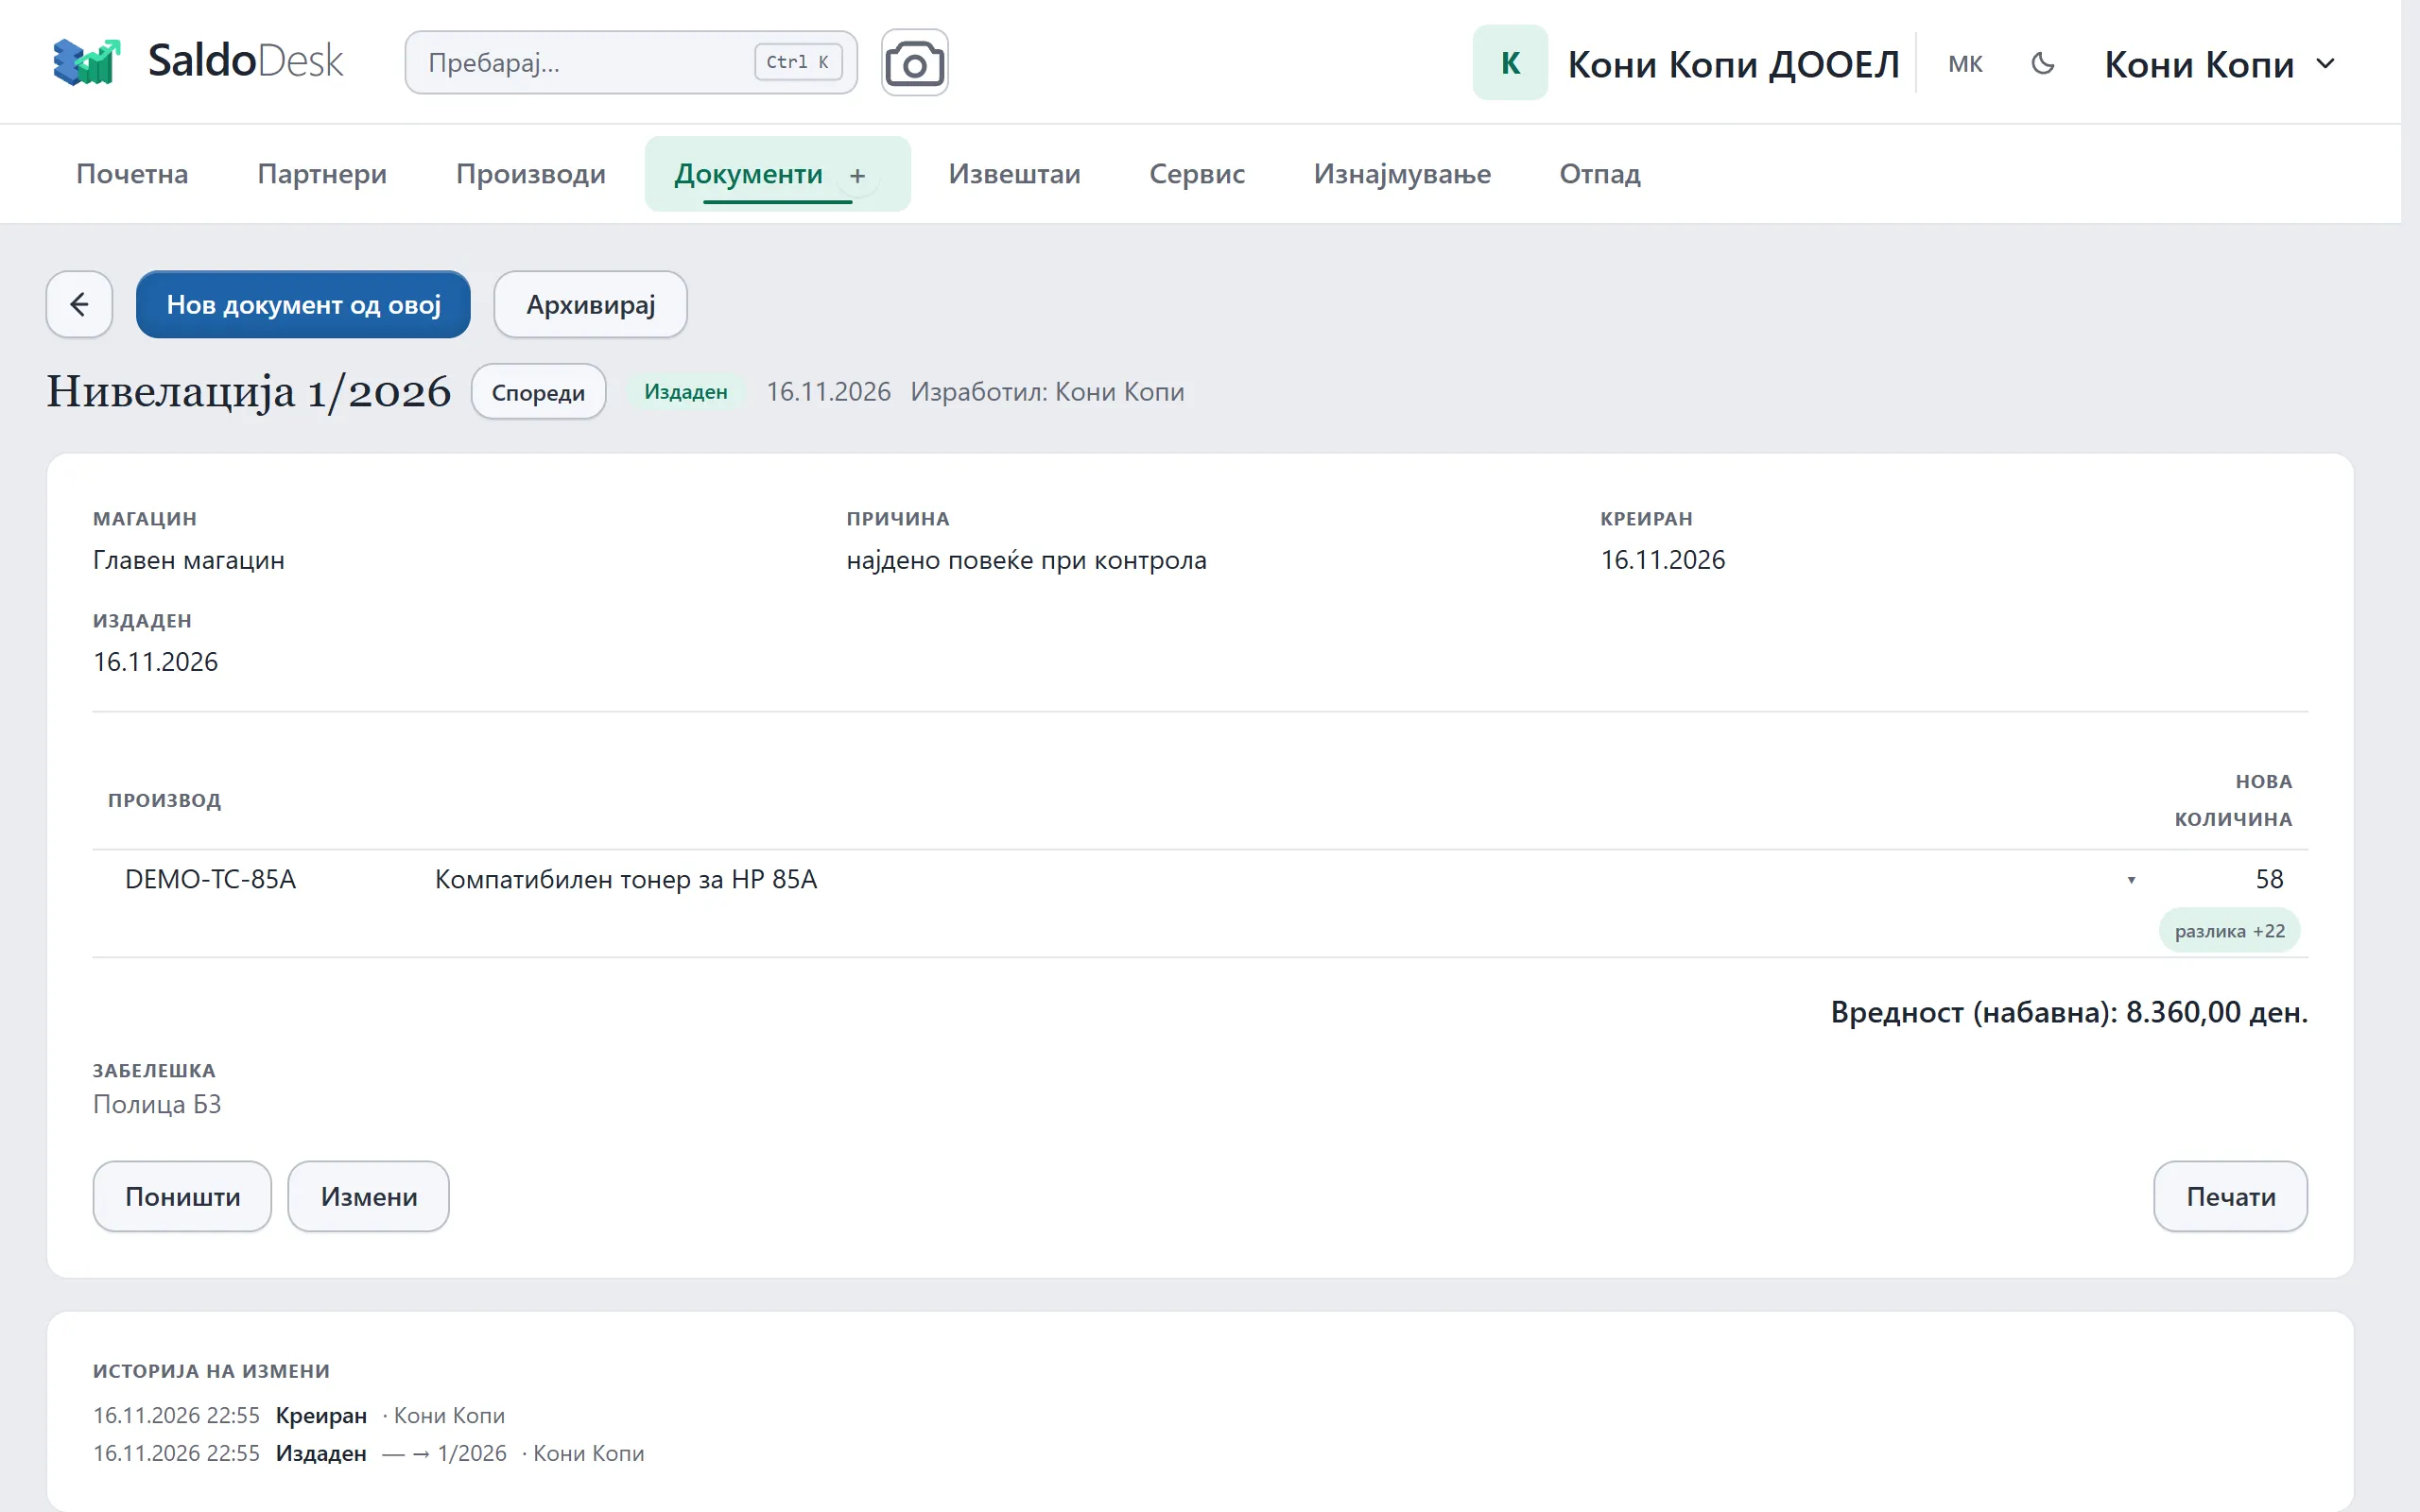 SaldoDesk
Пребарај...
Ctrl K
К
Кони Копи ДООЕЛ
МК
Кони Копи
Почетна
Партнери
Производи
Документи +
Извештаи
Сервис
Изнајмување
Отпад
Нов документ од овој
Архивирај
Нивелација 1/2026
Спореди
Издаден
16.11.2026
Изработил: Кони Копи
МАГАЦИН
Главен магацин
ПРИЧИНА
најдено повеќе при контрола
КРЕИРАН
16.11.2026
ИЗДАДЕН
16.11.2026
ПРОИЗВОД
НОВА
КОЛИЧИНА
DEMO-TC-85A
Компатибилен тонер за HP 85A
58
разлика +22
Вредност (набавна): 8.360,00 ден.
ЗАБЕЛЕШКА
Полица Б3
Поништи
Измени
Печати
ИСТОРИЈА НА ИЗМЕНИ
16.11.2026 22:55 Креиран · Кони Копи
16.11.2026 22:55 Издаден — → 1/2026 · Кони Копи